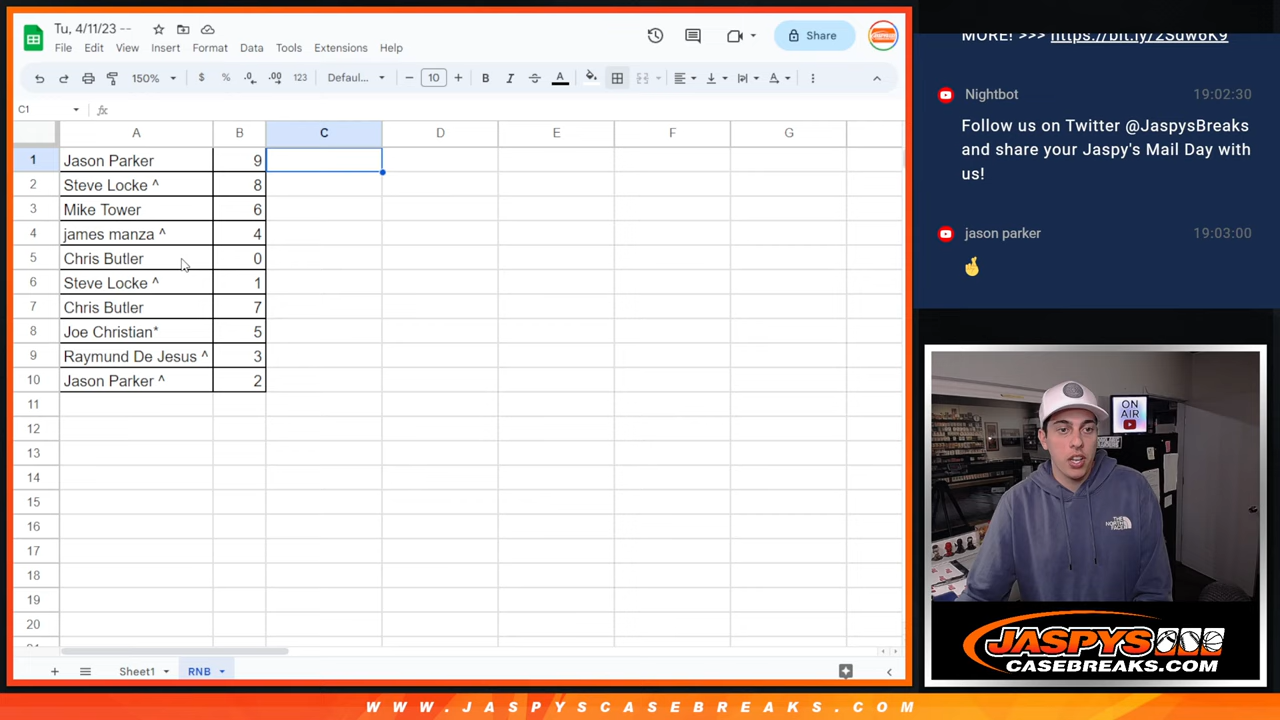 Tu, 4/11/23 --
File Edit View Insert Format Data Tools Extensions Help
Share
150% $ % .0 .00 123 Defaul... 10 B I A
C1 fx
A B C D E F G
1 Jason Parker 9
2 Steve Locke ^ 8
3 Mike Tower 6
4 james manza ^ 4
5 Chris Butler 0
6 Steve Locke ^ 1
7 Chris Butler 7
8 Joe Christian* 5
9 Raymund De Jesus ^ 3
10 Jason Parker ^ 2
11
12
13
14
15
16
17
18
19
20
Sheet1 RNB
MORE! >>> https://bit.ly/2Sdw6K9
Nightbot 19:02:30
Follow us on Twitter @JaspysBreaks
and share your Jaspy's Mail Day with
us!
jason parker 19:03:00
ON
AIR
THE
NORTH
FACE
JASPYS
CASEBREAKS.COM
WWW.JASPYSCASEBREAKS.COM